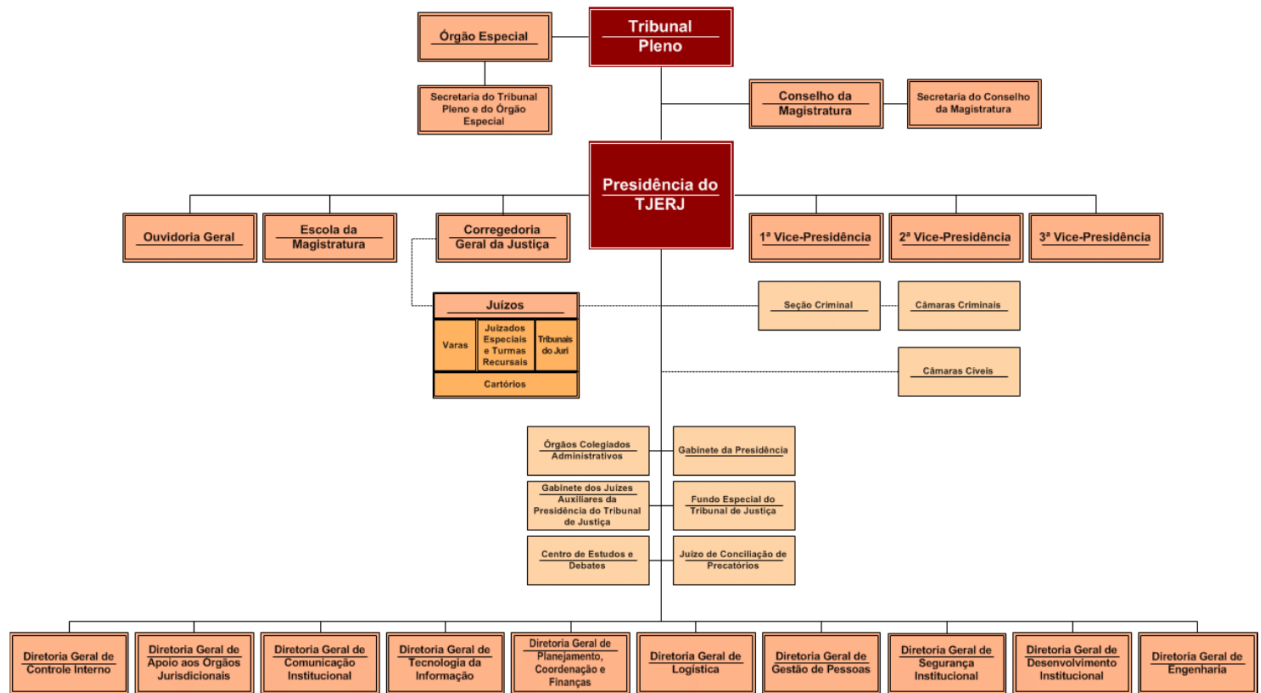 Tribunal
Pleno
Órgão Especial
Secretaria do Tribunal
Pleno e do Órgão
Especial
Conselho da
Magistratura
Secretaria do Conselho
da Magistratura
Presidência do
TJERJ
Ouvidoria Geral
Escola da
Magistratura
Corregedoria
Geral da Justiça
1ª Vice-Presidência
2ª Vice-Presidência
3ª Vice-Presidência
Juízos
Varas
Juizados
Especiais
e Turmas
Recursais
Tribunais
do Juri
Cartórios
Seção Criminal
Câmaras Criminais
Câmaras Cíveis
Órgãos Colegiados
Administrativos
Gabinete da Presidência
Gabinete dos Juízes
Auxiliares da
Presidência do Tribunal
de Justiça
Fundo Especial do
Tribunal de Justiça
Centro de Estudos e
Debates
Juízo de Conciliação de
Precatórios
Diretoria Geral de
Controle Interno
Diretoria Geral de
Apoio aos Órgãos
Jurisdicionais
Diretoria Geral de
Comunicação
Institucional
Diretoria Geral de
Tecnologia da
Informação
Diretoria Geral de
Planejamento,
Coordenação e
Finanças
Diretoria Geral de
Logística
Diretoria Geral de
Gestão de Pessoas
Diretoria Geral de
Segurança
Institucional
Diretoria Geral de
Desenvolvimento
Institucional
Diretoria Geral de
Engenharia